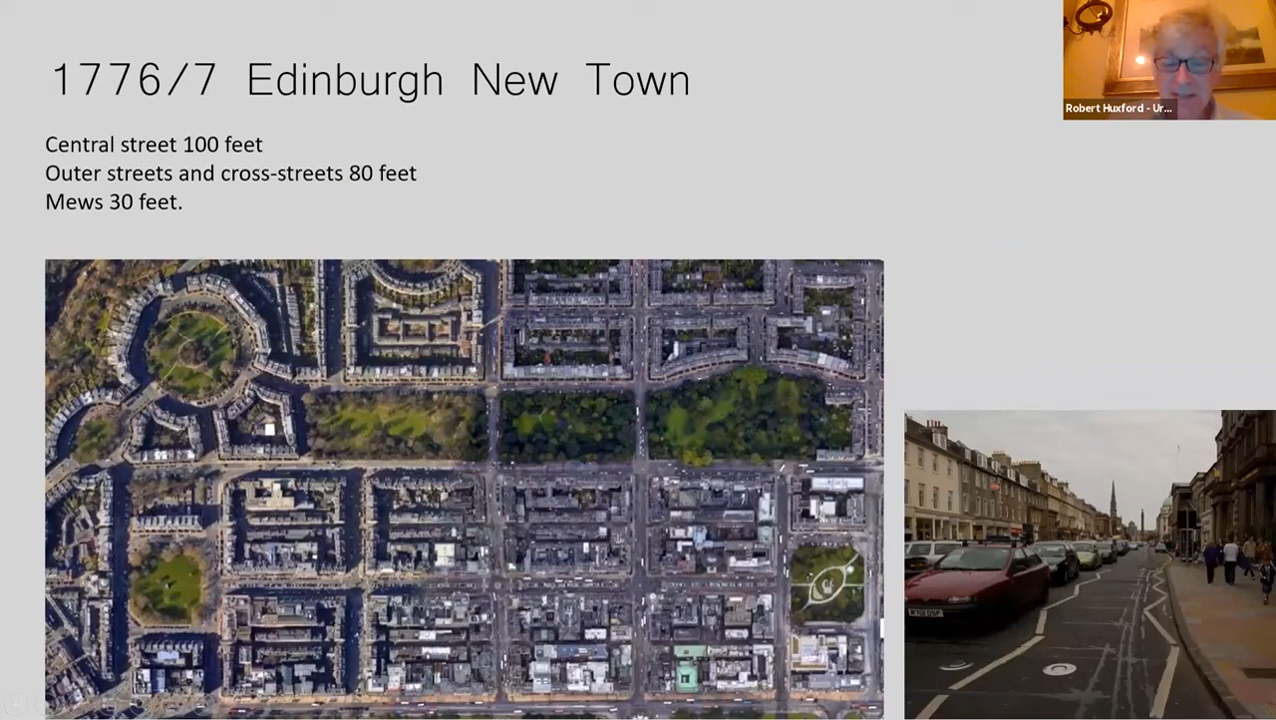 1776/7 Edinburgh New Town
Central street 100 feet
Outer streets and cross-streets 80 feet
Mews 30 feet.
Robert Huxford - Ur...